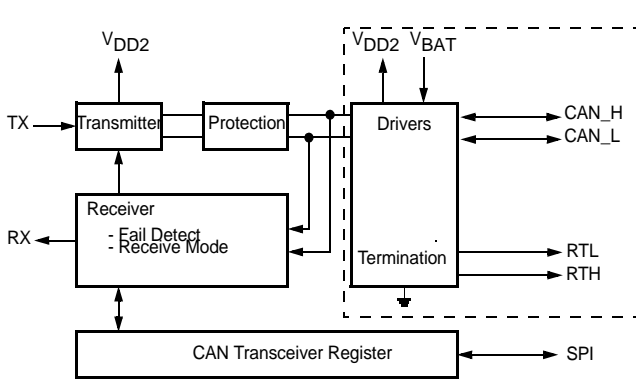 VDD2
VDD2
VBAT
TX
Transmitter
Protection
Drivers
CAN_H
CAN_L
Receiver
- Fail Detect
- Receive Mode
RX
Termination
RTL
RTH
CAN Transceiver Register
SPI